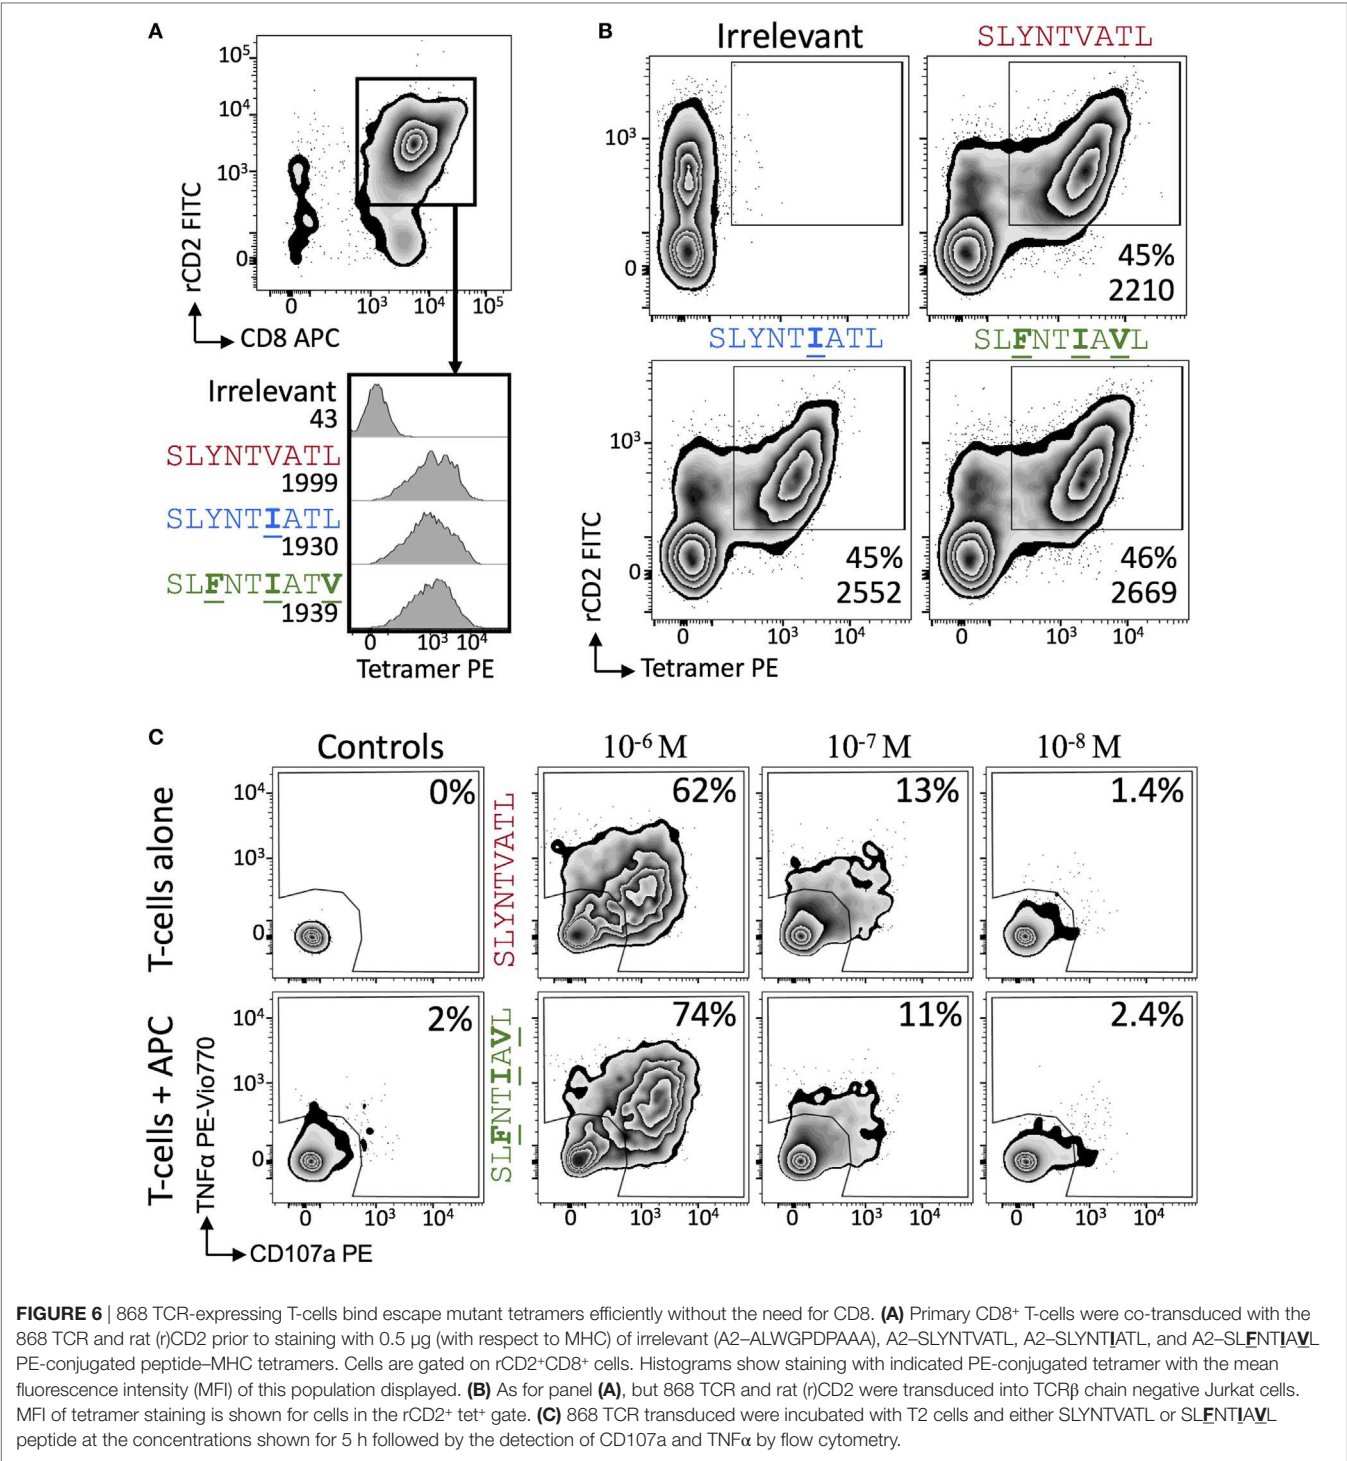 A
10⁵
10⁴
10³
0
rCD2 FITC
0
10³
10⁴
10⁵
CD8 APC
Irrelevant
43
SLYNTVATL
1999
SLYNTIATL
1930
SLFNTIATV
1939
0
10³
10⁴
Tetramer PE
B
Irrelevant
SLYNTVATL
10³
0
45%
2210
SLYNTIATL
SLFNTIAVL
10³
0
45%
2552
46%
2669
rCD2 FITC
0
10³
10⁴
0
10³
10⁴
Tetramer PE
C
Controls
10⁻⁶ M
10⁻⁷ M
10⁻⁸ M
T-cells alone
10⁴
10³
0
0%
SLYNTVATL
62%
13%
1.4%
T-cells + APC
TNFα PE-Vio770
10⁴
10³
0
2%
SLFNTIAVL
74%
11%
2.4%
0
10³
10⁴
0
10³
10⁴
0
10³
10⁴
0
10³
10⁴
CD107a PE
FIGURE 6 | 868 TCR-expressing T-cells bind escape mutant tetramers efficiently without the need for CD8. (A) Primary CD8⁺ T-cells were co-transduced with the
868 TCR and rat (r)CD2 prior to staining with 0.5 µg (with respect to MHC) of irrelevant (A2–ALWGPDPAAA), A2–SLYNTVATL, A2–SLYNTIATL, and A2–SLFNTIAVL
PE-conjugated peptide–MHC tetramers. Cells are gated on rCD2⁺CD8⁺ cells. Histograms show staining with indicated PE-conjugated tetramer with the mean
fluorescence intensity (MFI) of this population displayed. (B) As for panel (A), but 868 TCR and rat (r)CD2 were transduced into TCRβ chain negative Jurkat cells.
MFI of tetramer staining is shown for cells in the rCD2⁺ tet⁺ gate. (C) 868 TCR transduced were incubated with T2 cells and either SLYNTVATL or SLFNTIAVL
peptide at the concentrations shown for 5 h followed by the detection of CD107a and TNFα by flow cytometry.